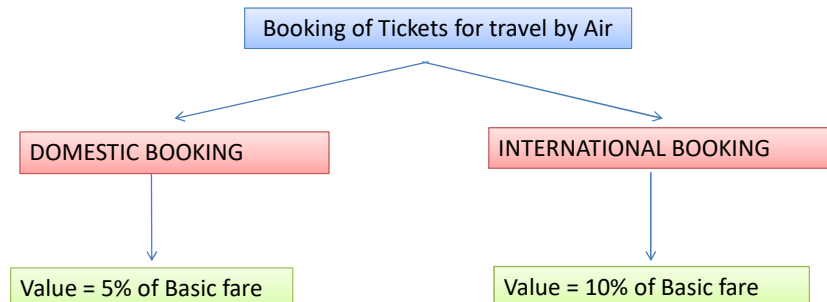 Booking of Tickets for travel by Air
DOMESTIC BOOKING
INTERNATIONAL BOOKING
Value = 5% of Basic fare
Value = 10% of Basic fare